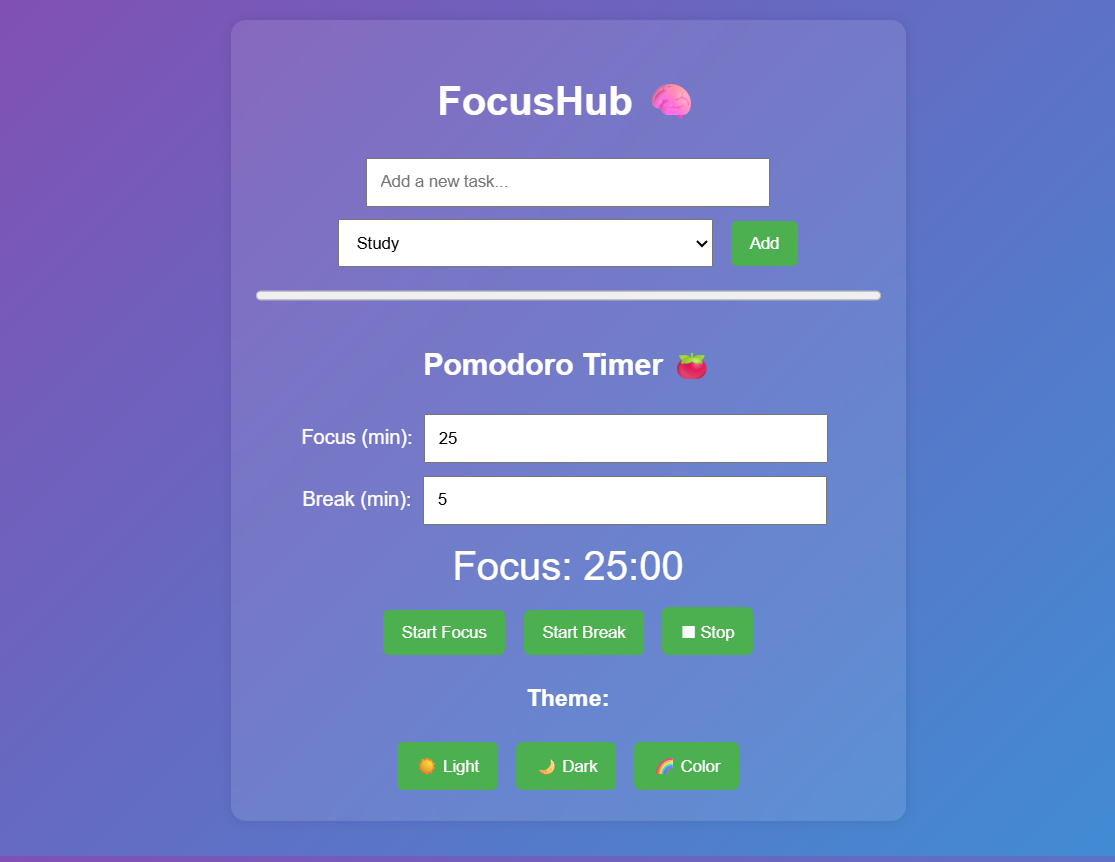 FocusHub 🧠
Add a new task...
Study
Add
Pomodoro Timer 🍅
Focus (min): 25
Break (min): 5
Focus: 25:00
Start Focus Start Break ⏹ Stop
Theme:
🌞 Light 🌙 Dark 🌈 Color